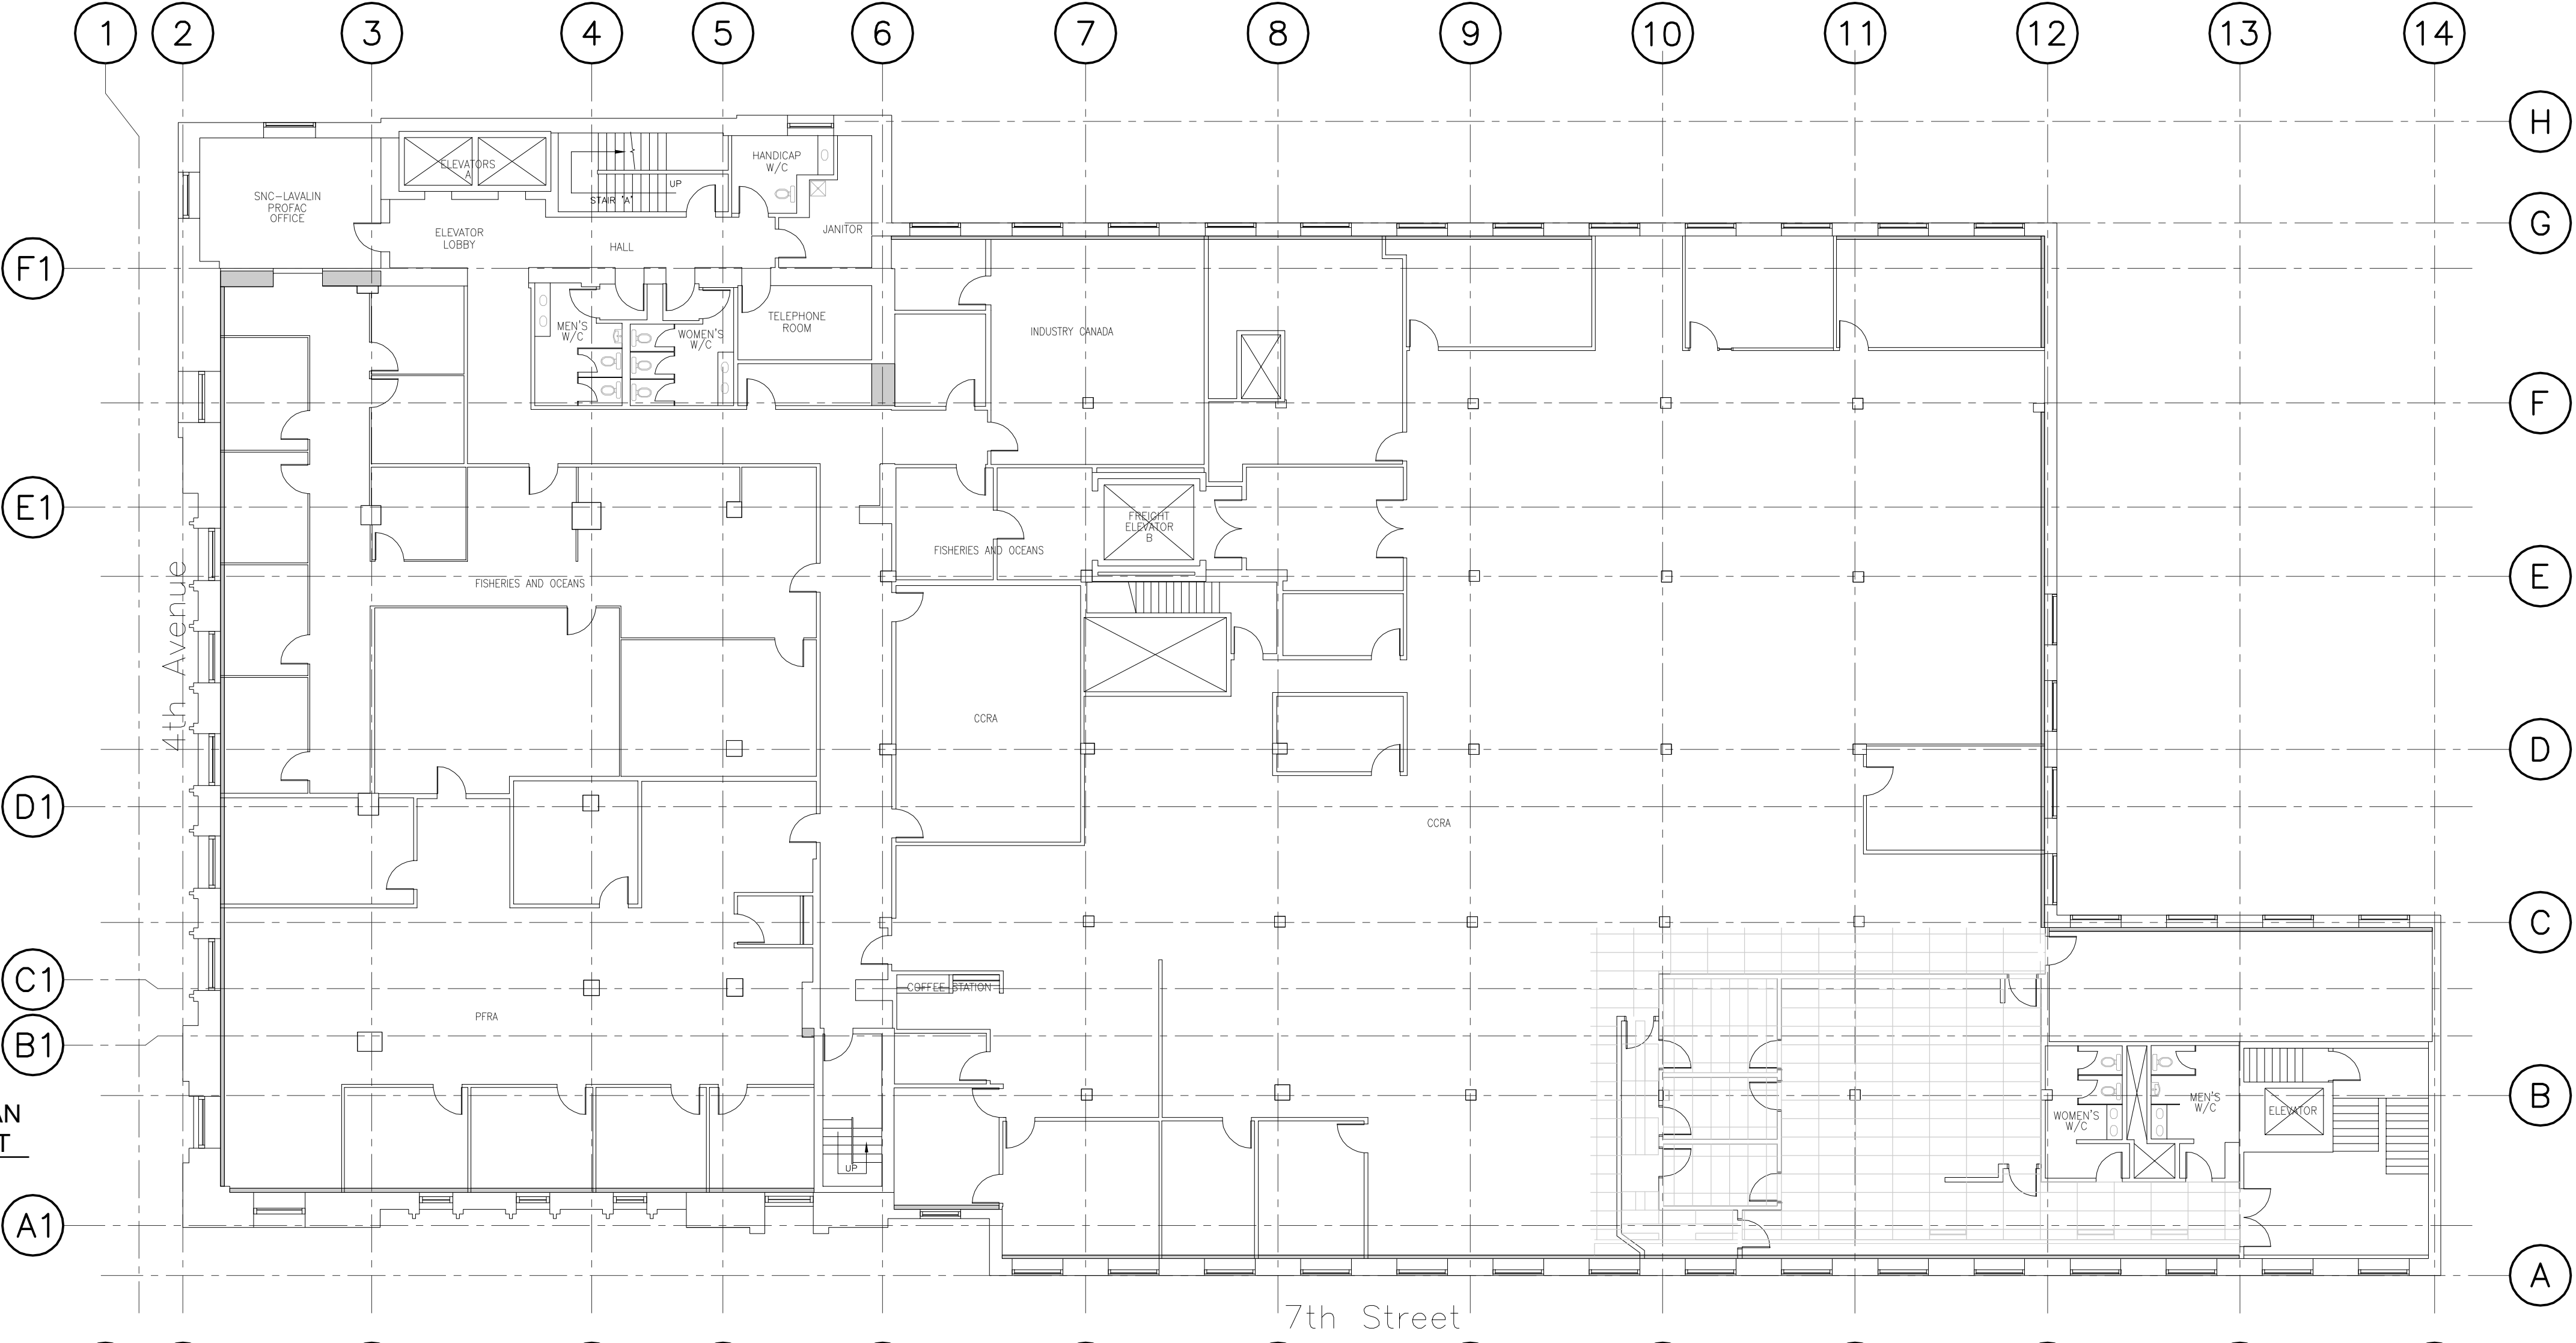 1 2 3 4 5 6 7 8 9 10 11 12 13 14
H
HANDICAP
W/C
ELEVATORS
A
UP
STAIR 'A'
SNC-LAVALIN
PROFAC
OFFICE
ELEVATOR
LOBBY
HALL
JANITOR
G
F1
MEN'S
W/C
WOMEN'S
W/C
TELEPHONE
ROOM
INDUSTRY CANADA
F
E1
FREIGHT
ELEVATOR
B
FISHERIES AND OCEANS
FISHERIES AND OCEANS
E
4th Avenue
CCRA
D
D1
CCRA
C
C1
COFFEE STATION
PFRA
B1
WOMEN'S
W/C
MEN'S
W/C
ELEVATOR
B
AN
T
UP
A1
A
7th Street